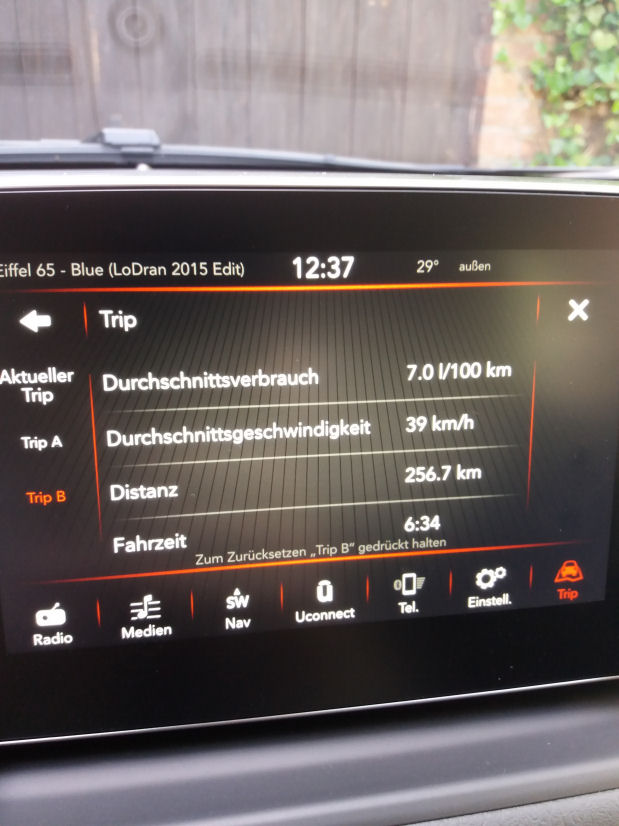 Eiffel 65 - Blue (LoDran 2015 Edit) 12:37 29° außen
Trip
Aktueller Trip
Trip A
Trip B
Durchschnittsverbrauch 7.0 l/100 km
Durchschnittsgeschwindigkeit 39 km/h
Distanz 256.7 km
Fahrzeit 6:34
Zum Zurücksetzen „Trip B" gedrückt halten
Radio
Medien
SW
Nav
Uconnect
Tel.
Einstell.
Trip